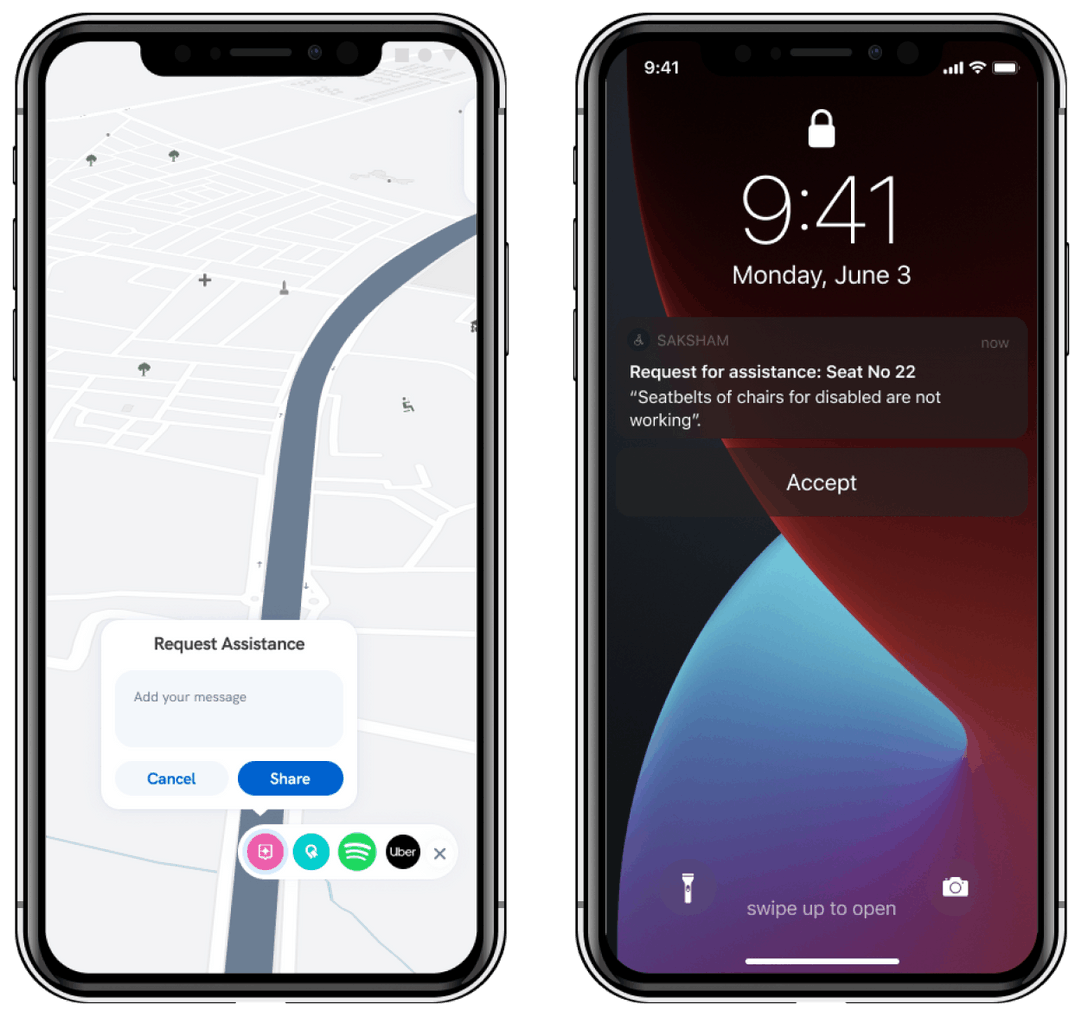 Request Assistance
Add your message
Cancel
Share
Uber
9:41
9:41
Monday, June 3
SAKSHAM
now
Request for assistance: Seat No 22
“Seatbelts of chairs for disabled are not
working”.
Accept
swipe up to open